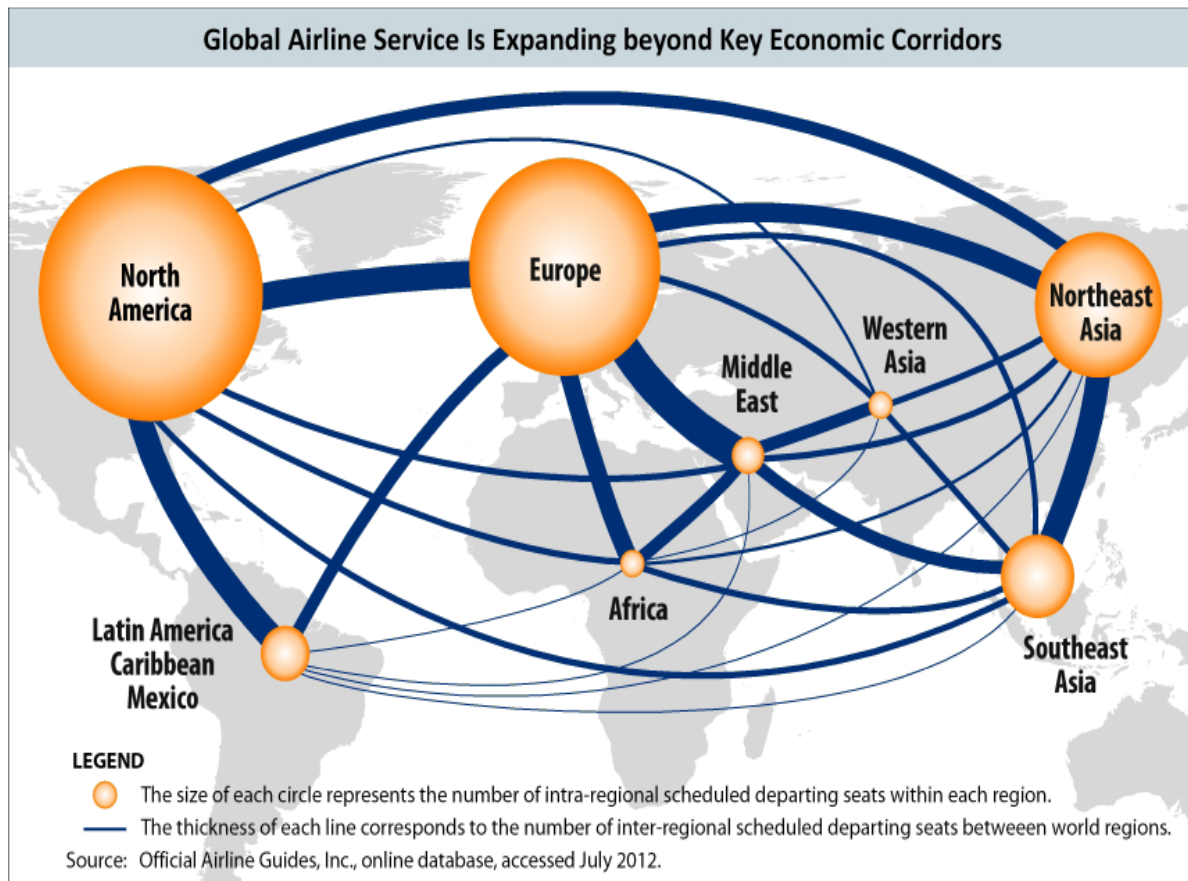 Global Airline Service Is Expanding beyond Key Economic Corridors
North
America
Europe
Northeast
Asia
Western
Asia
Middle
East
Africa
Latin America
Caribbean
Mexico
Southeast
Asia
LEGEND
The size of each circle represents the number of intra-regional scheduled departing seats within each region.
The thickness of each line corresponds to the number of inter-regional scheduled departing seats betweeen world regions.
Source: Official Airline Guides, Inc., online database, accessed July 2012.